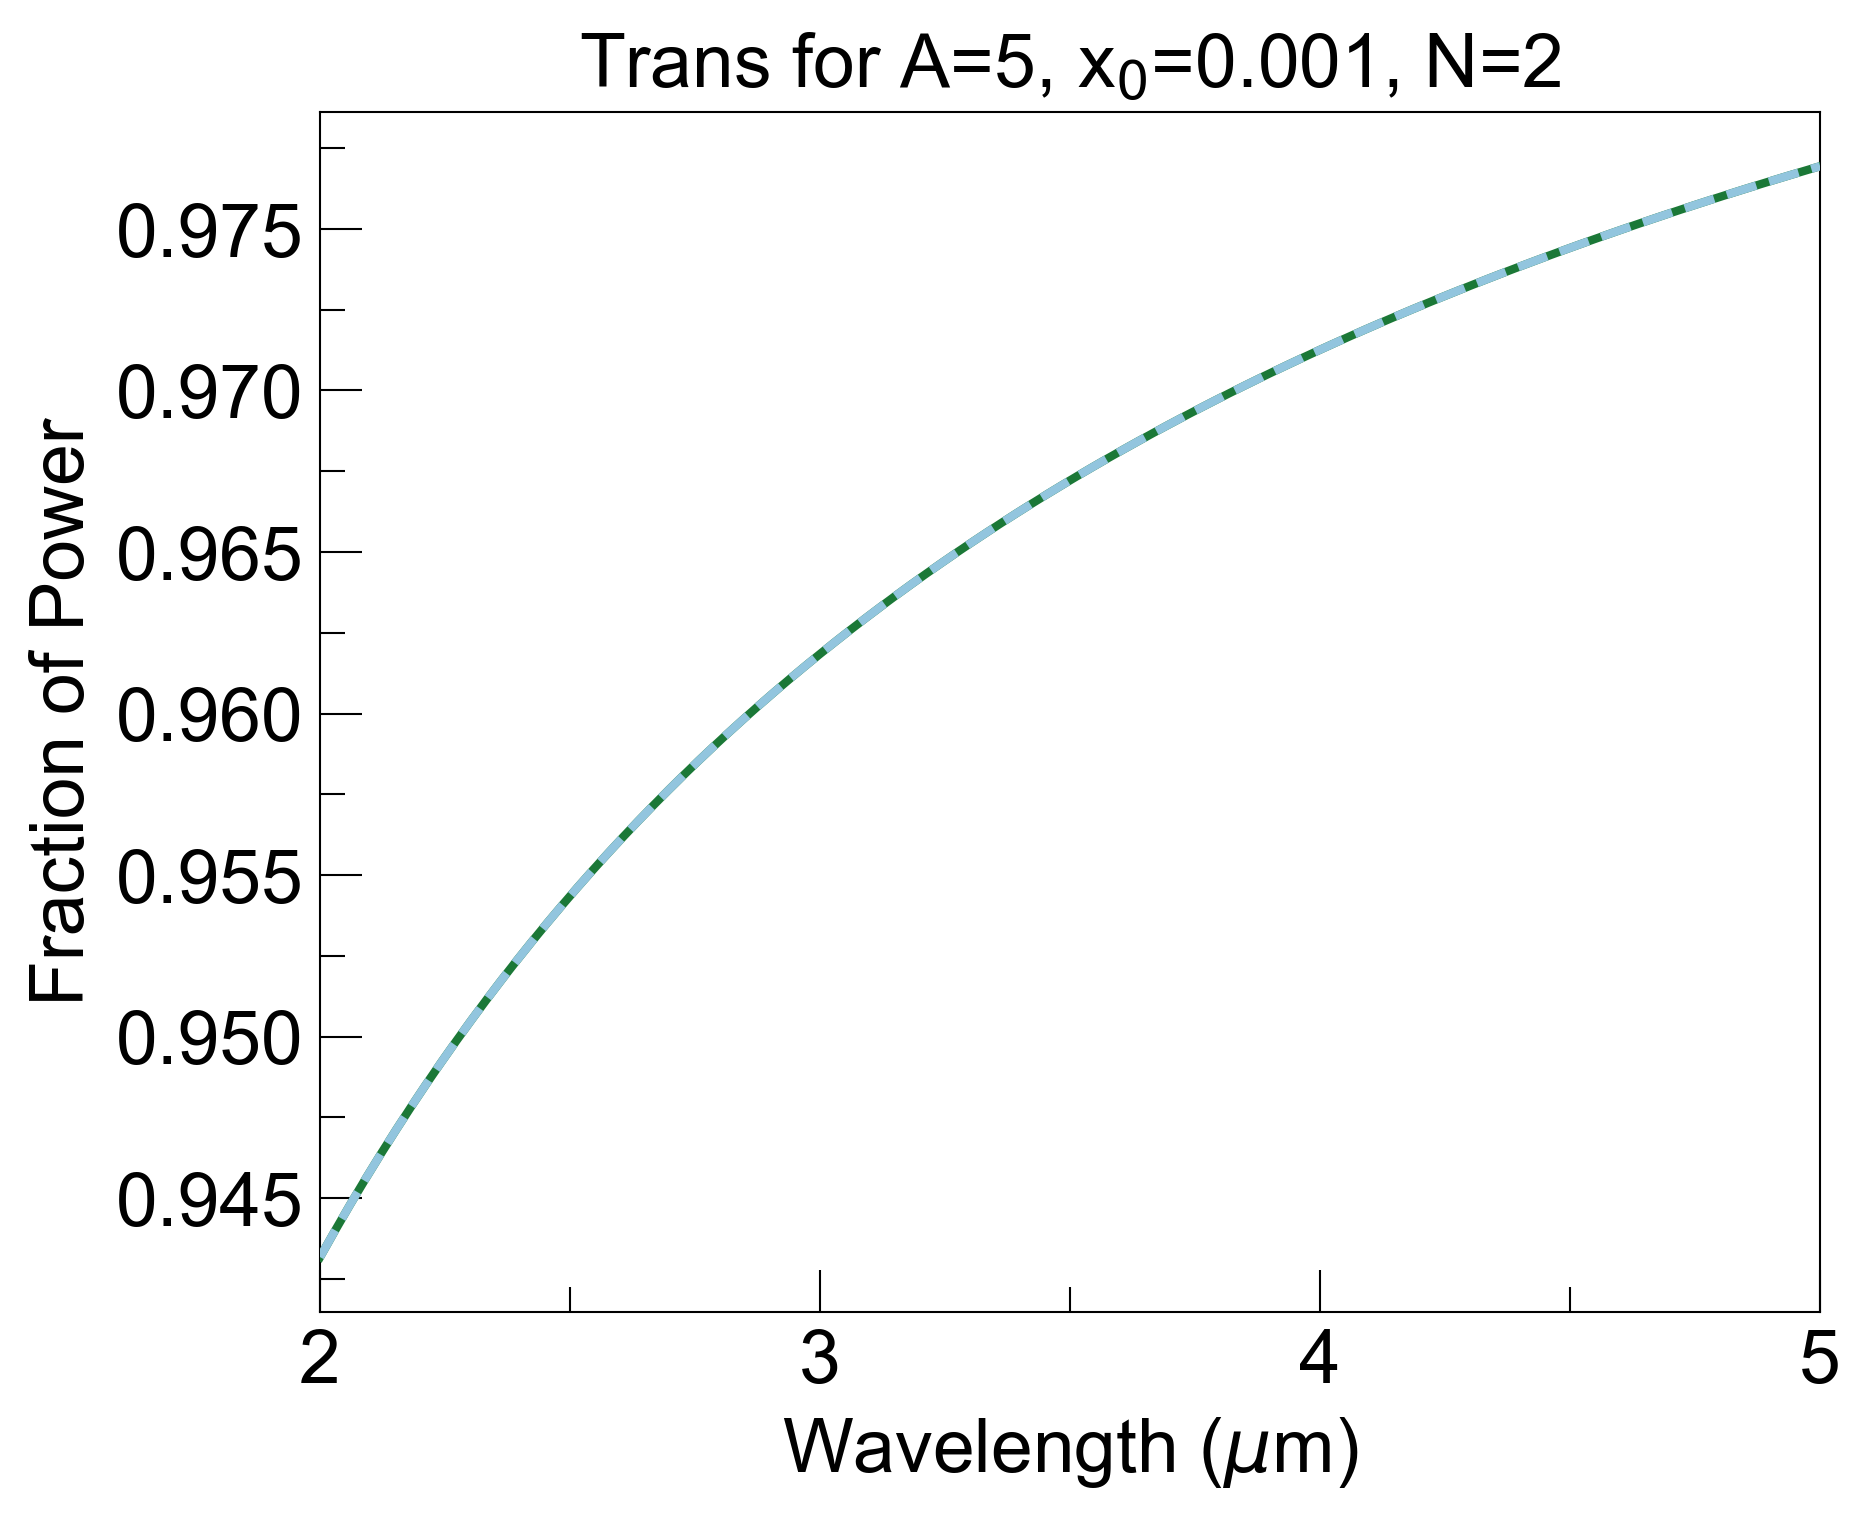 Trans for A=5, x₀=0.001, N=2
Fraction of Power
0.975
0.970
0.965
0.960
0.955
0.950
0.945
2 3 4 5
Wavelength (μm)